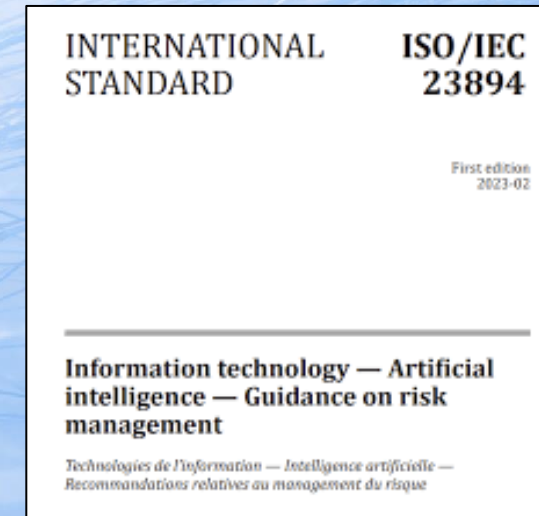 INTERNATIONAL STANDARD
ISO/IEC 23894
First edition
2023-02
Information technology — Artificial
intelligence — Guidance on risk
management
Technologies de l'information — Intelligence artificielle —
Recommandations relatives au management du risque